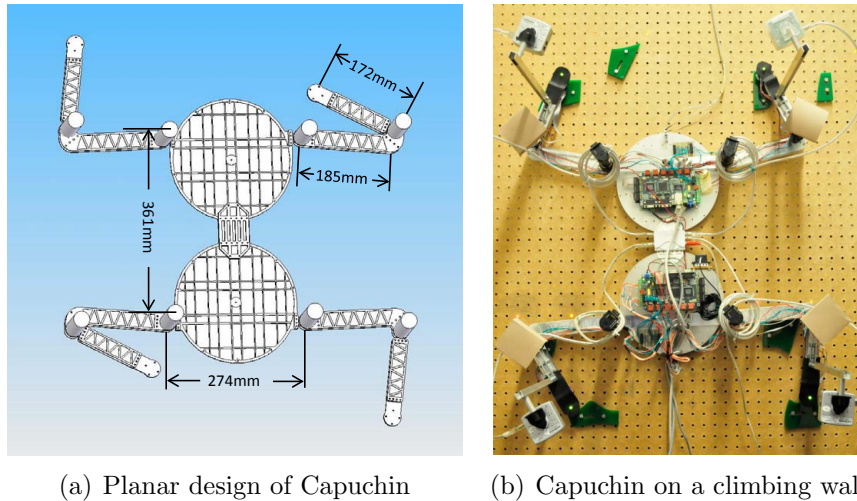 172mm
185mm
361mm
274mm
(a) Planar design of Capuchin
(b) Capuchin on a climbing wal